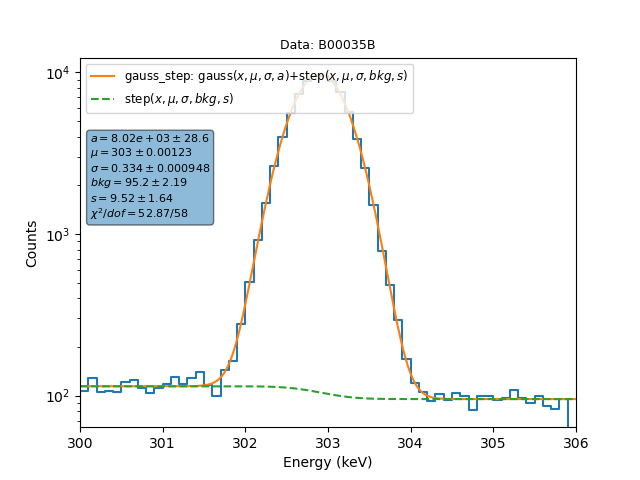 Data: B00035B
gauss_step: gauss(x, μ, σ, a)+step(x, μ, σ, bkg, s)
step(x, μ, σ, bkg, s)
a = 8.02e + 03 ± 28.6
μ = 303 ± 0.00123
σ = 0.334 ± 0.000948
bkg = 95.2 ± 2.19
s = 9.52 ± 1.64
χ²/dof = 52.87/58
10⁴
10³
10²
Counts
300 301 302 303 304 305 306
Energy (keV)